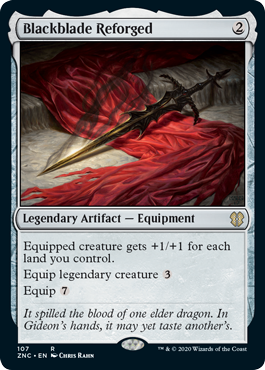 Blackblade Reforged 2
Legendary Artifact — Equipment
Equipped creature gets +1/+1 for each
land you control.
Equip legendary creature 3
Equip 7
It spilled the blood of one elder dragon. In
Gideon's hands, it may yet taste another's.
107 R
ZNC • EN Chris Rahn
™ & © 2020 Wizards of the Coast